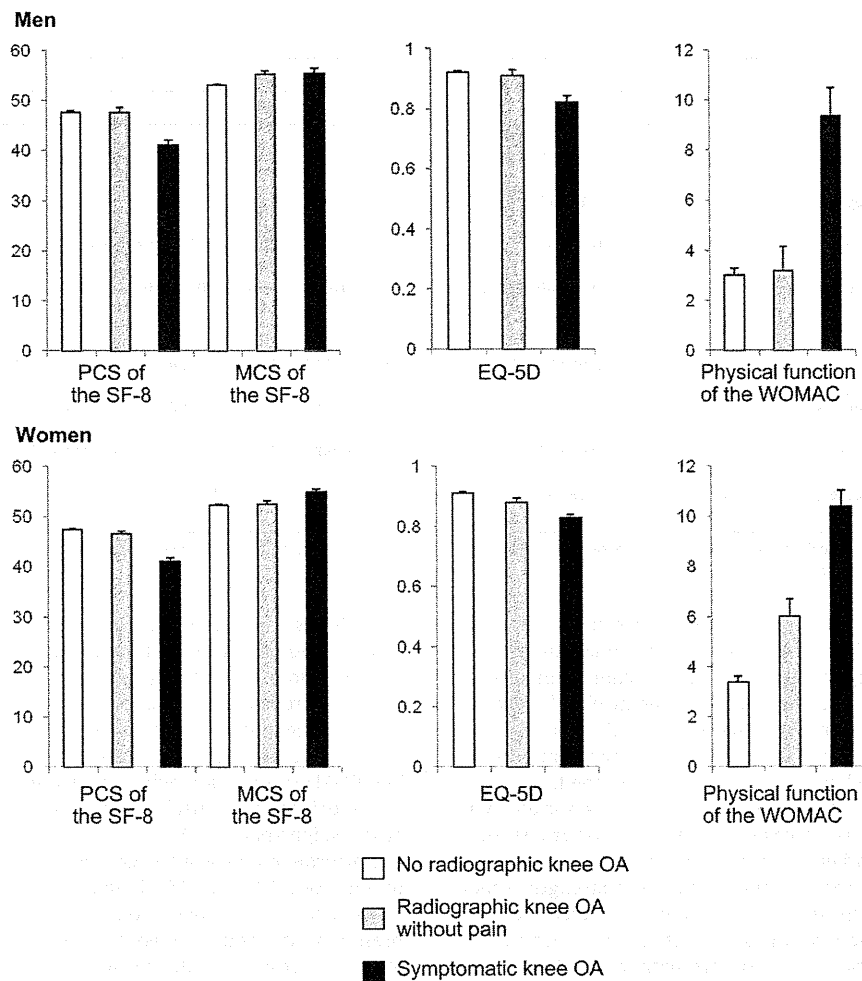 Men
60
50
40
30
20
10
0
PCS of
the SF-8
MCS of
the SF-8
1
0.8
0.6
0.4
0.2
0
EQ-5D
12
10
8
6
4
2
0
Physical function
of the WOMAC
Women
60
50
40
30
20
10
0
PCS of
the SF-8
MCS of
the SF-8
1
0.8
0.6
0.4
0.2
0
EQ-5D
12
10
8
6
4
2
0
Physical function
of the WOMAC
No radiographic knee OA
Radiographic knee OA
without pain
Symptomatic knee OA